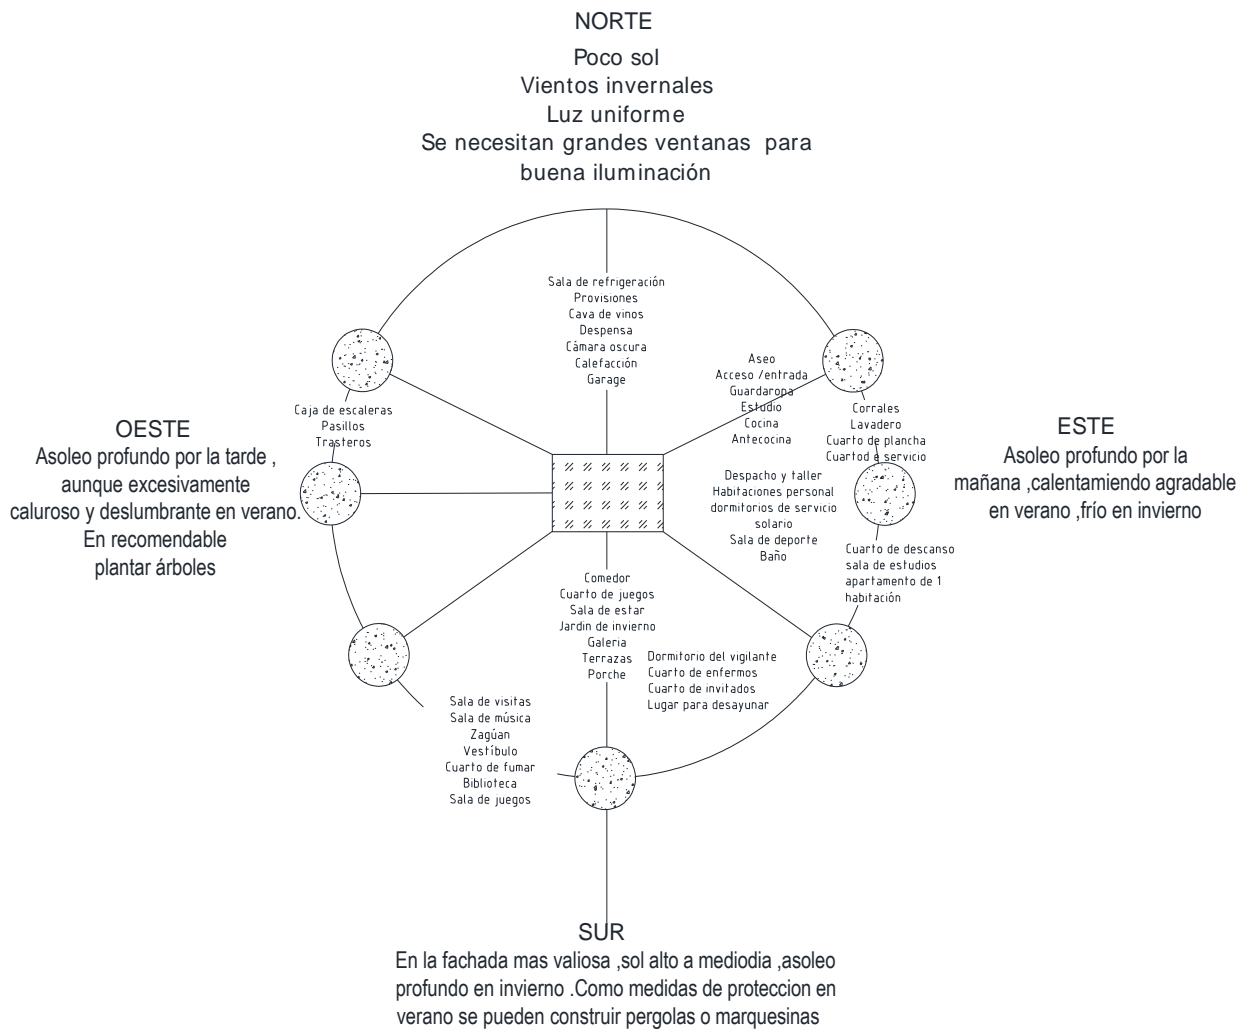 NORTE
Poco sol
Vientos invernales
Luz uniforme
Se necesitan grandes ventanas para
buena iluminación
Sala de refrigeración
Provisiones
Cava de vinos
Despensa
Cámara oscura
Calefacción
Garage
Aseo
Acceso /entrada
Guardaropa
Estudio
Cocina
Antecocina
Caja de escaleras
Pasillos
Trasteros
Corrales
Lavadero
Cuarto de plancha
Cuartod e servicio
OESTE
Asoleo profundo por la tarde ,
aunque excesivamente
caluroso y deslumbrante en verano.
En recomendable
plantar árboles
ESTE
Asoleo profundo por la
mañana ,calentamiendo agradable
en verano ,frío en invierno
Despacho y taller
Habitaciones personal
dormitorios de servicio
solario
Sala de deporte
Baño
Cuarto de descanso
sala de estudios
apartamento de 1
habitación
Comedor
Cuarto de juegos
Sala de estar
Jardin de invierno
Galeria
Terrazas
Porche
Dormitorio del vigilante
Cuarto de enfermos
Cuarto de invitados
Lugar para desayunar
Sala de visitas
Sala de música
Zagúan
Vestíbulo
Cuarto de fumar
Biblioteca
Sala de juegos
SUR
En la fachada mas valiosa ,sol alto a mediodia ,asoleo
profundo en invierno .Como medidas de proteccion en
verano se pueden construir pergolas o marquesinas